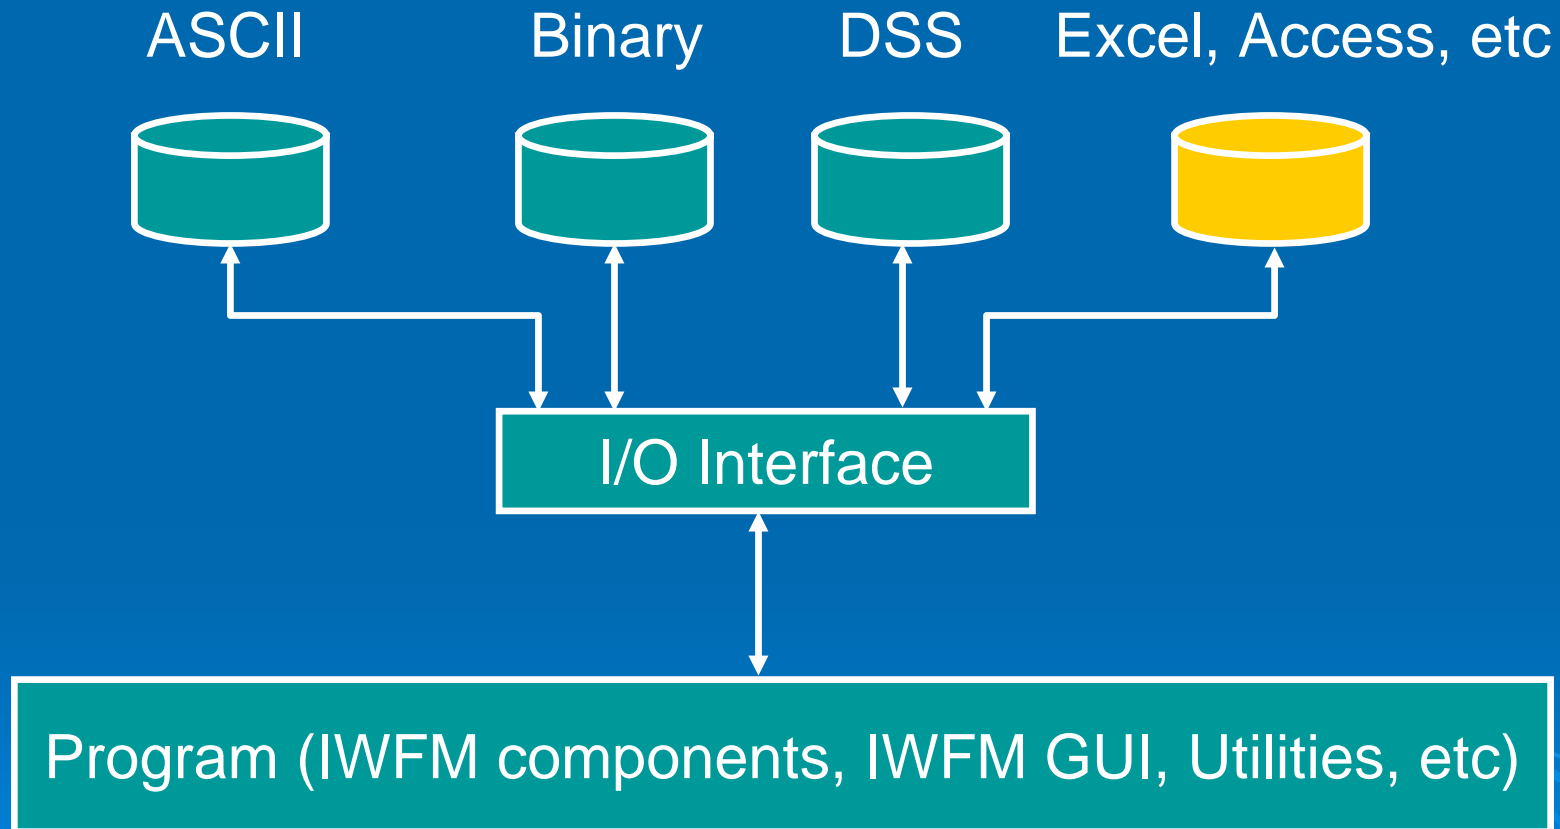 ASCII
Binary
DSS
Excel, Access, etc
I/O Interface
Program (IWFM components, IWFM GUI, Utilities, etc)